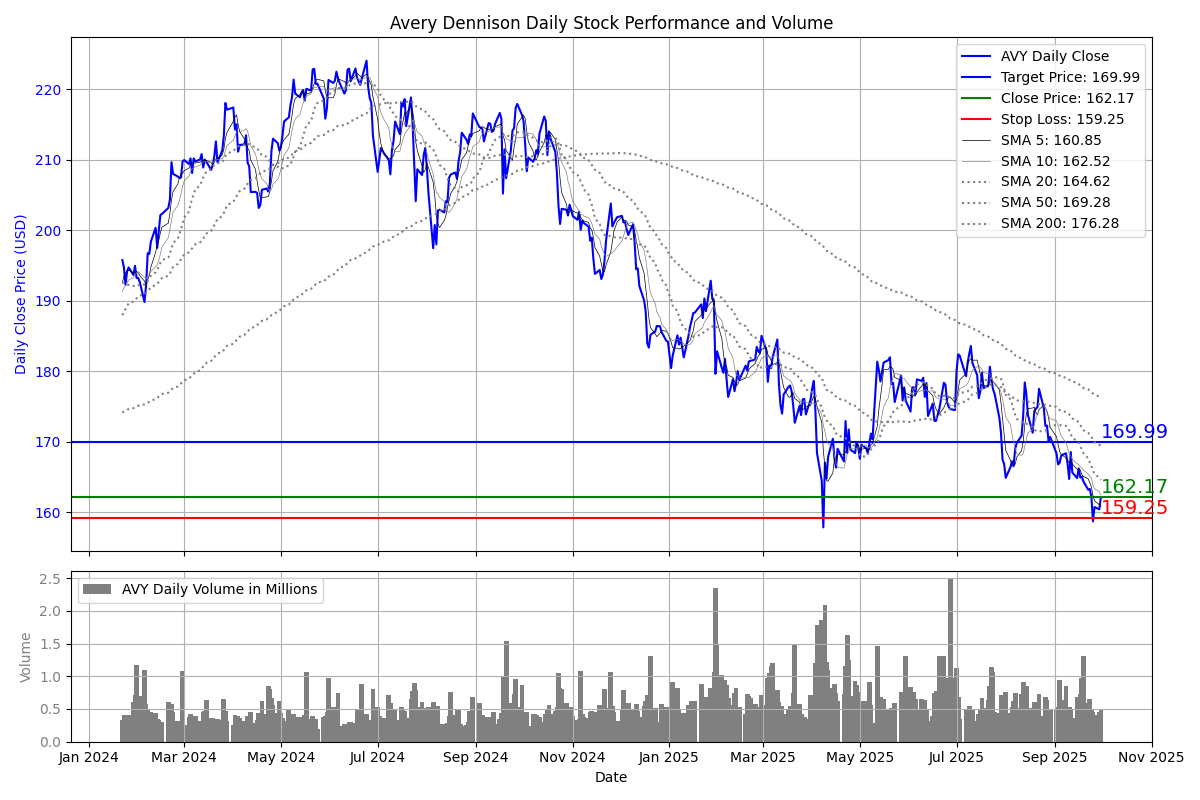 Avery Dennison Daily Stock Performance and Volume
Daily Close Price (USD)
220
210
200
190
180
170
160
AVY Daily Close
Target Price: 169.99
Close Price: 162.17
Stop Loss: 159.25
SMA 5: 160.85
SMA 10: 162.52
SMA 20: 164.62
SMA 50: 169.28
SMA 200: 176.28
169.99
162.17
159.25
Volume
2.5
2.0
1.5
1.0
0.5
0.0
AVY Daily Volume in Millions
Jan 2024 Mar 2024 May 2024 Jul 2024 Sep 2024 Nov 2024 Jan 2025 Mar 2025 May 2025 Jul 2025 Sep 2025 Nov 2025
Date